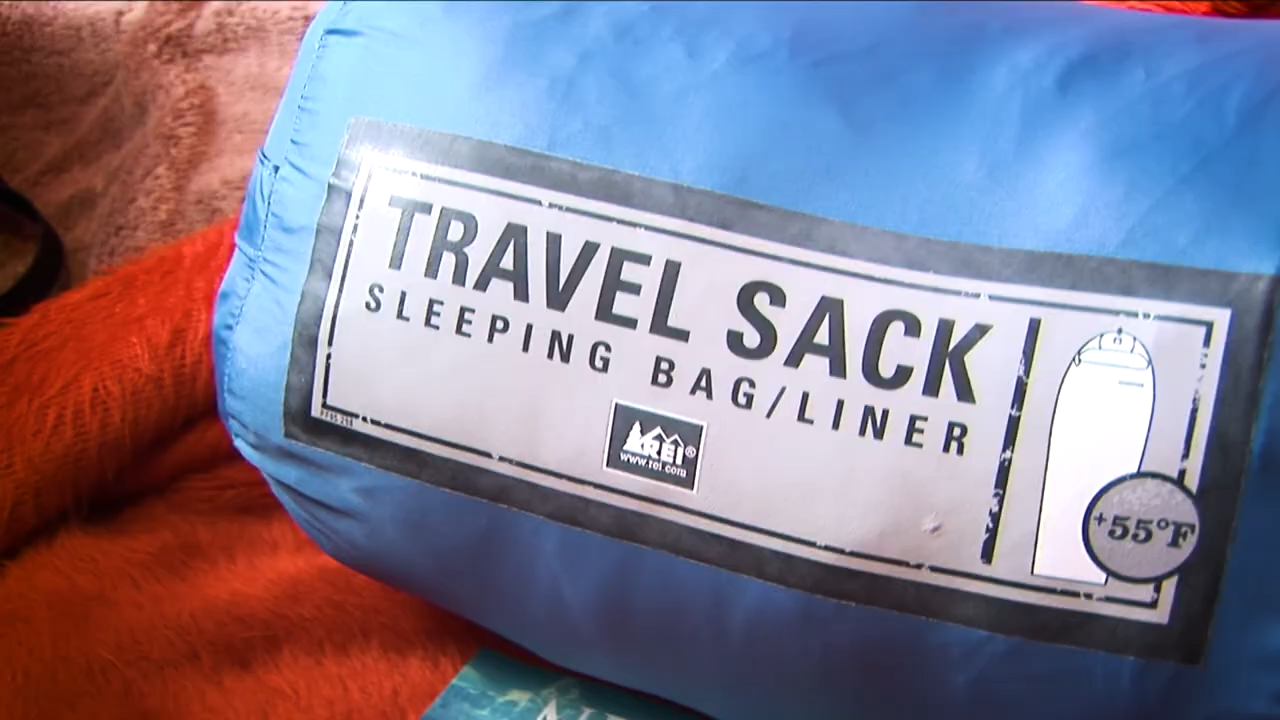 TRAVEL SACK
SLEEPING BAG/LINER
REI®
www.rei.com
+55°F